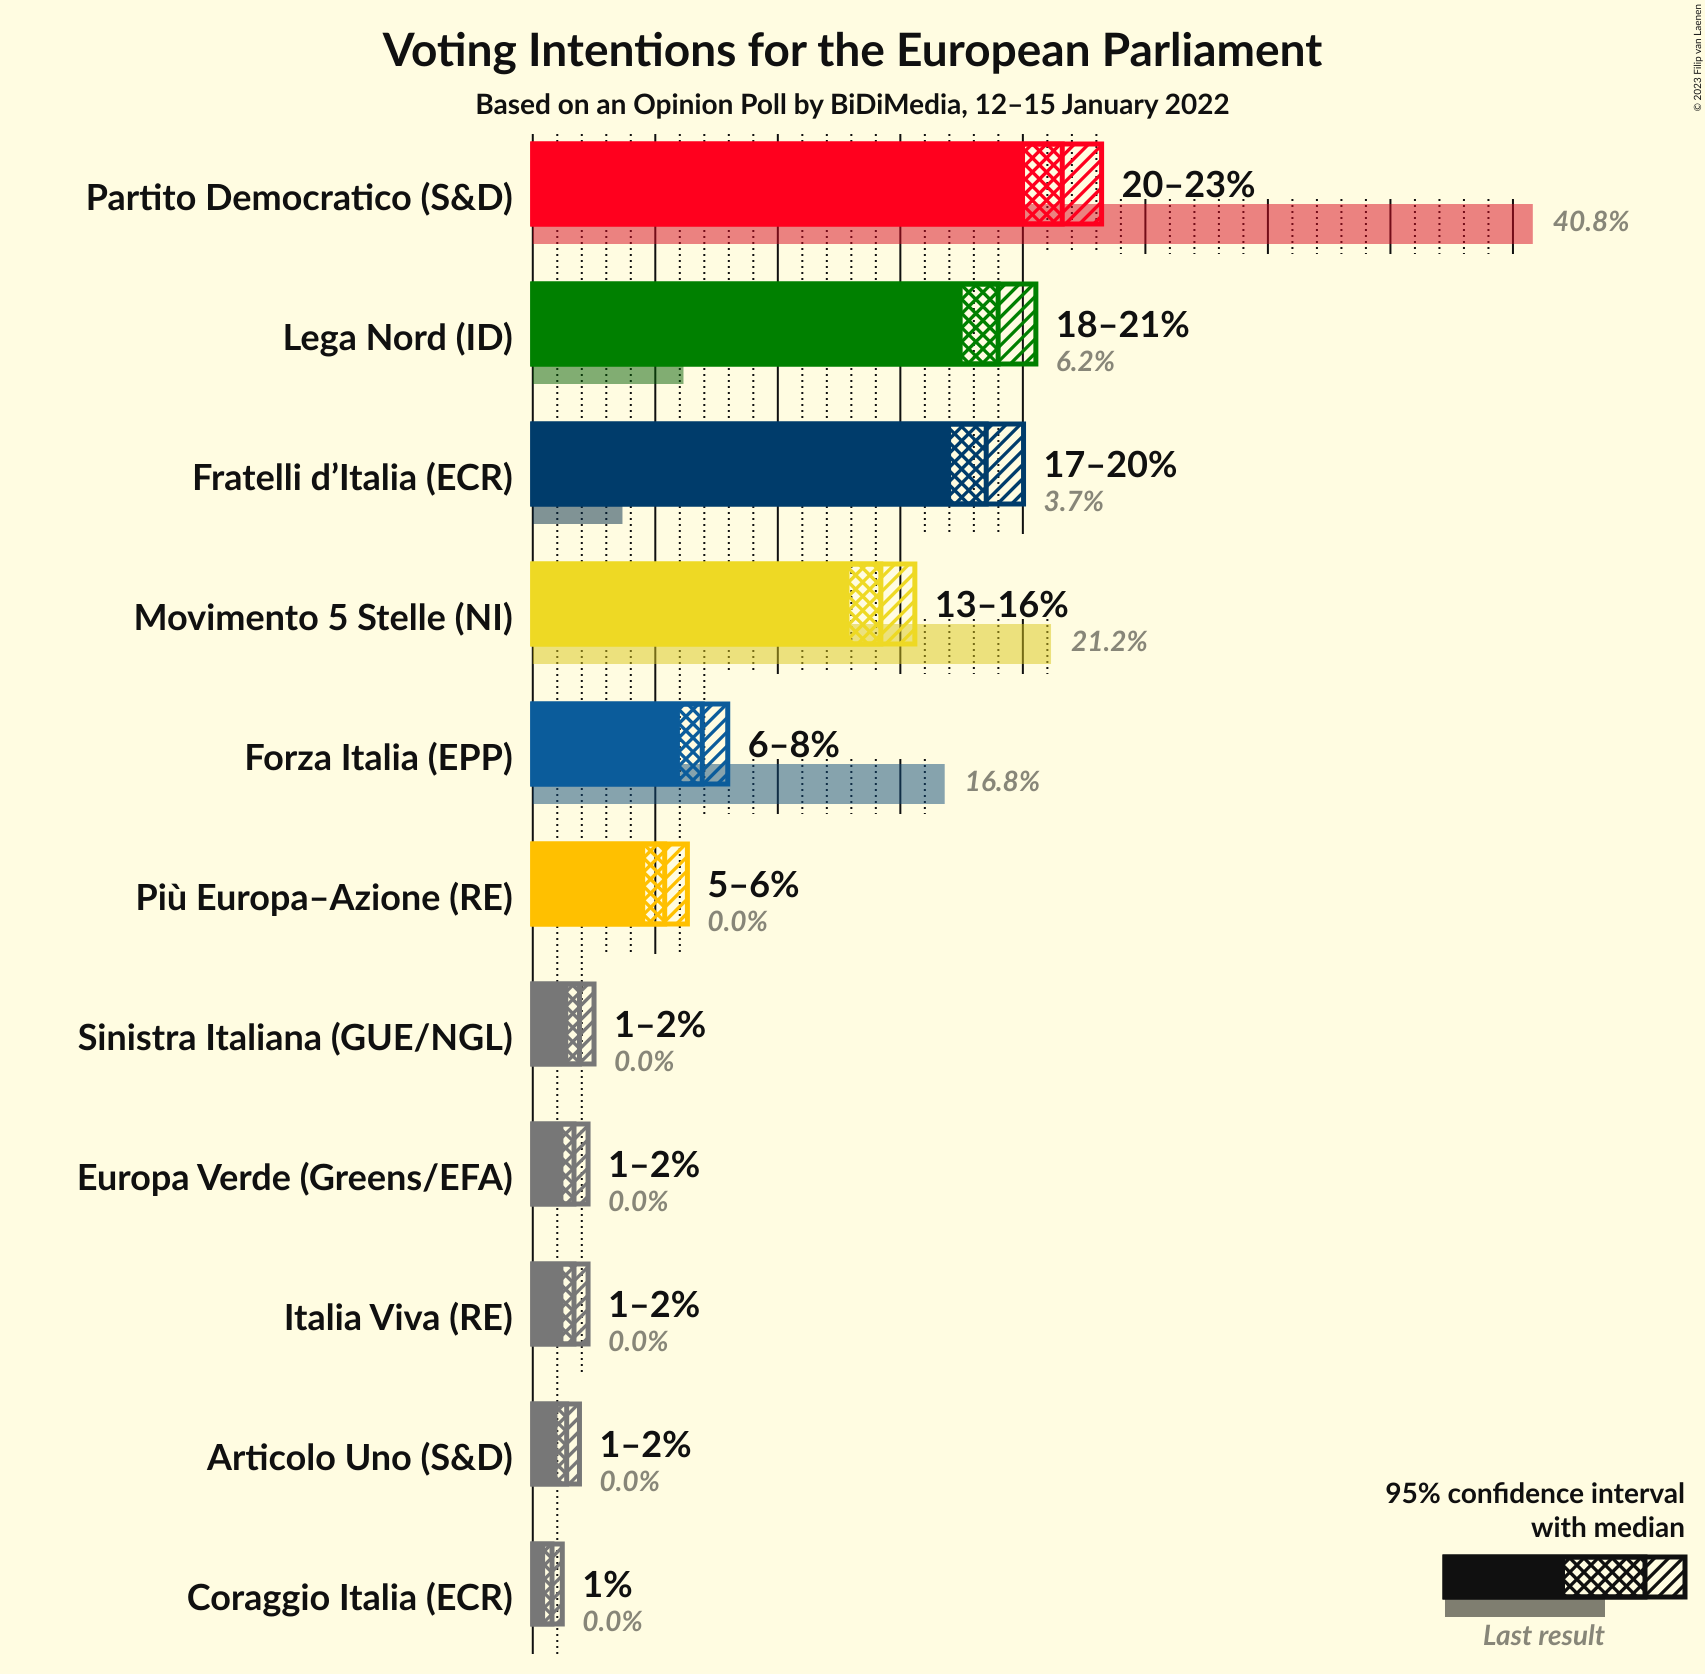 Voting Intentions for the European Parliament
Based on an Opinion Poll by BiDiMedia, 12–15 January 2022
© 2023 Filip van Laenen
Partito Democratico (S&D)
20–23%
40.8%
Lega Nord (ID)
18–21%
6.2%
Fratelli d’Italia (ECR)
17–20%
3.7%
Movimento 5 Stelle (NI)
13–16%
21.2%
Forza Italia (EPP)
6–8%
16.8%
Più Europa–Azione (RE)
5–6%
0.0%
Sinistra Italiana (GUE/NGL)
1–2%
0.0%
Europa Verde (Greens/EFA)
1–2%
0.0%
Italia Viva (RE)
1–2%
0.0%
Articolo Uno (S&D)
1–2%
0.0%
Coraggio Italia (ECR)
1%
0.0%
95% confidence interval
with median
Last result